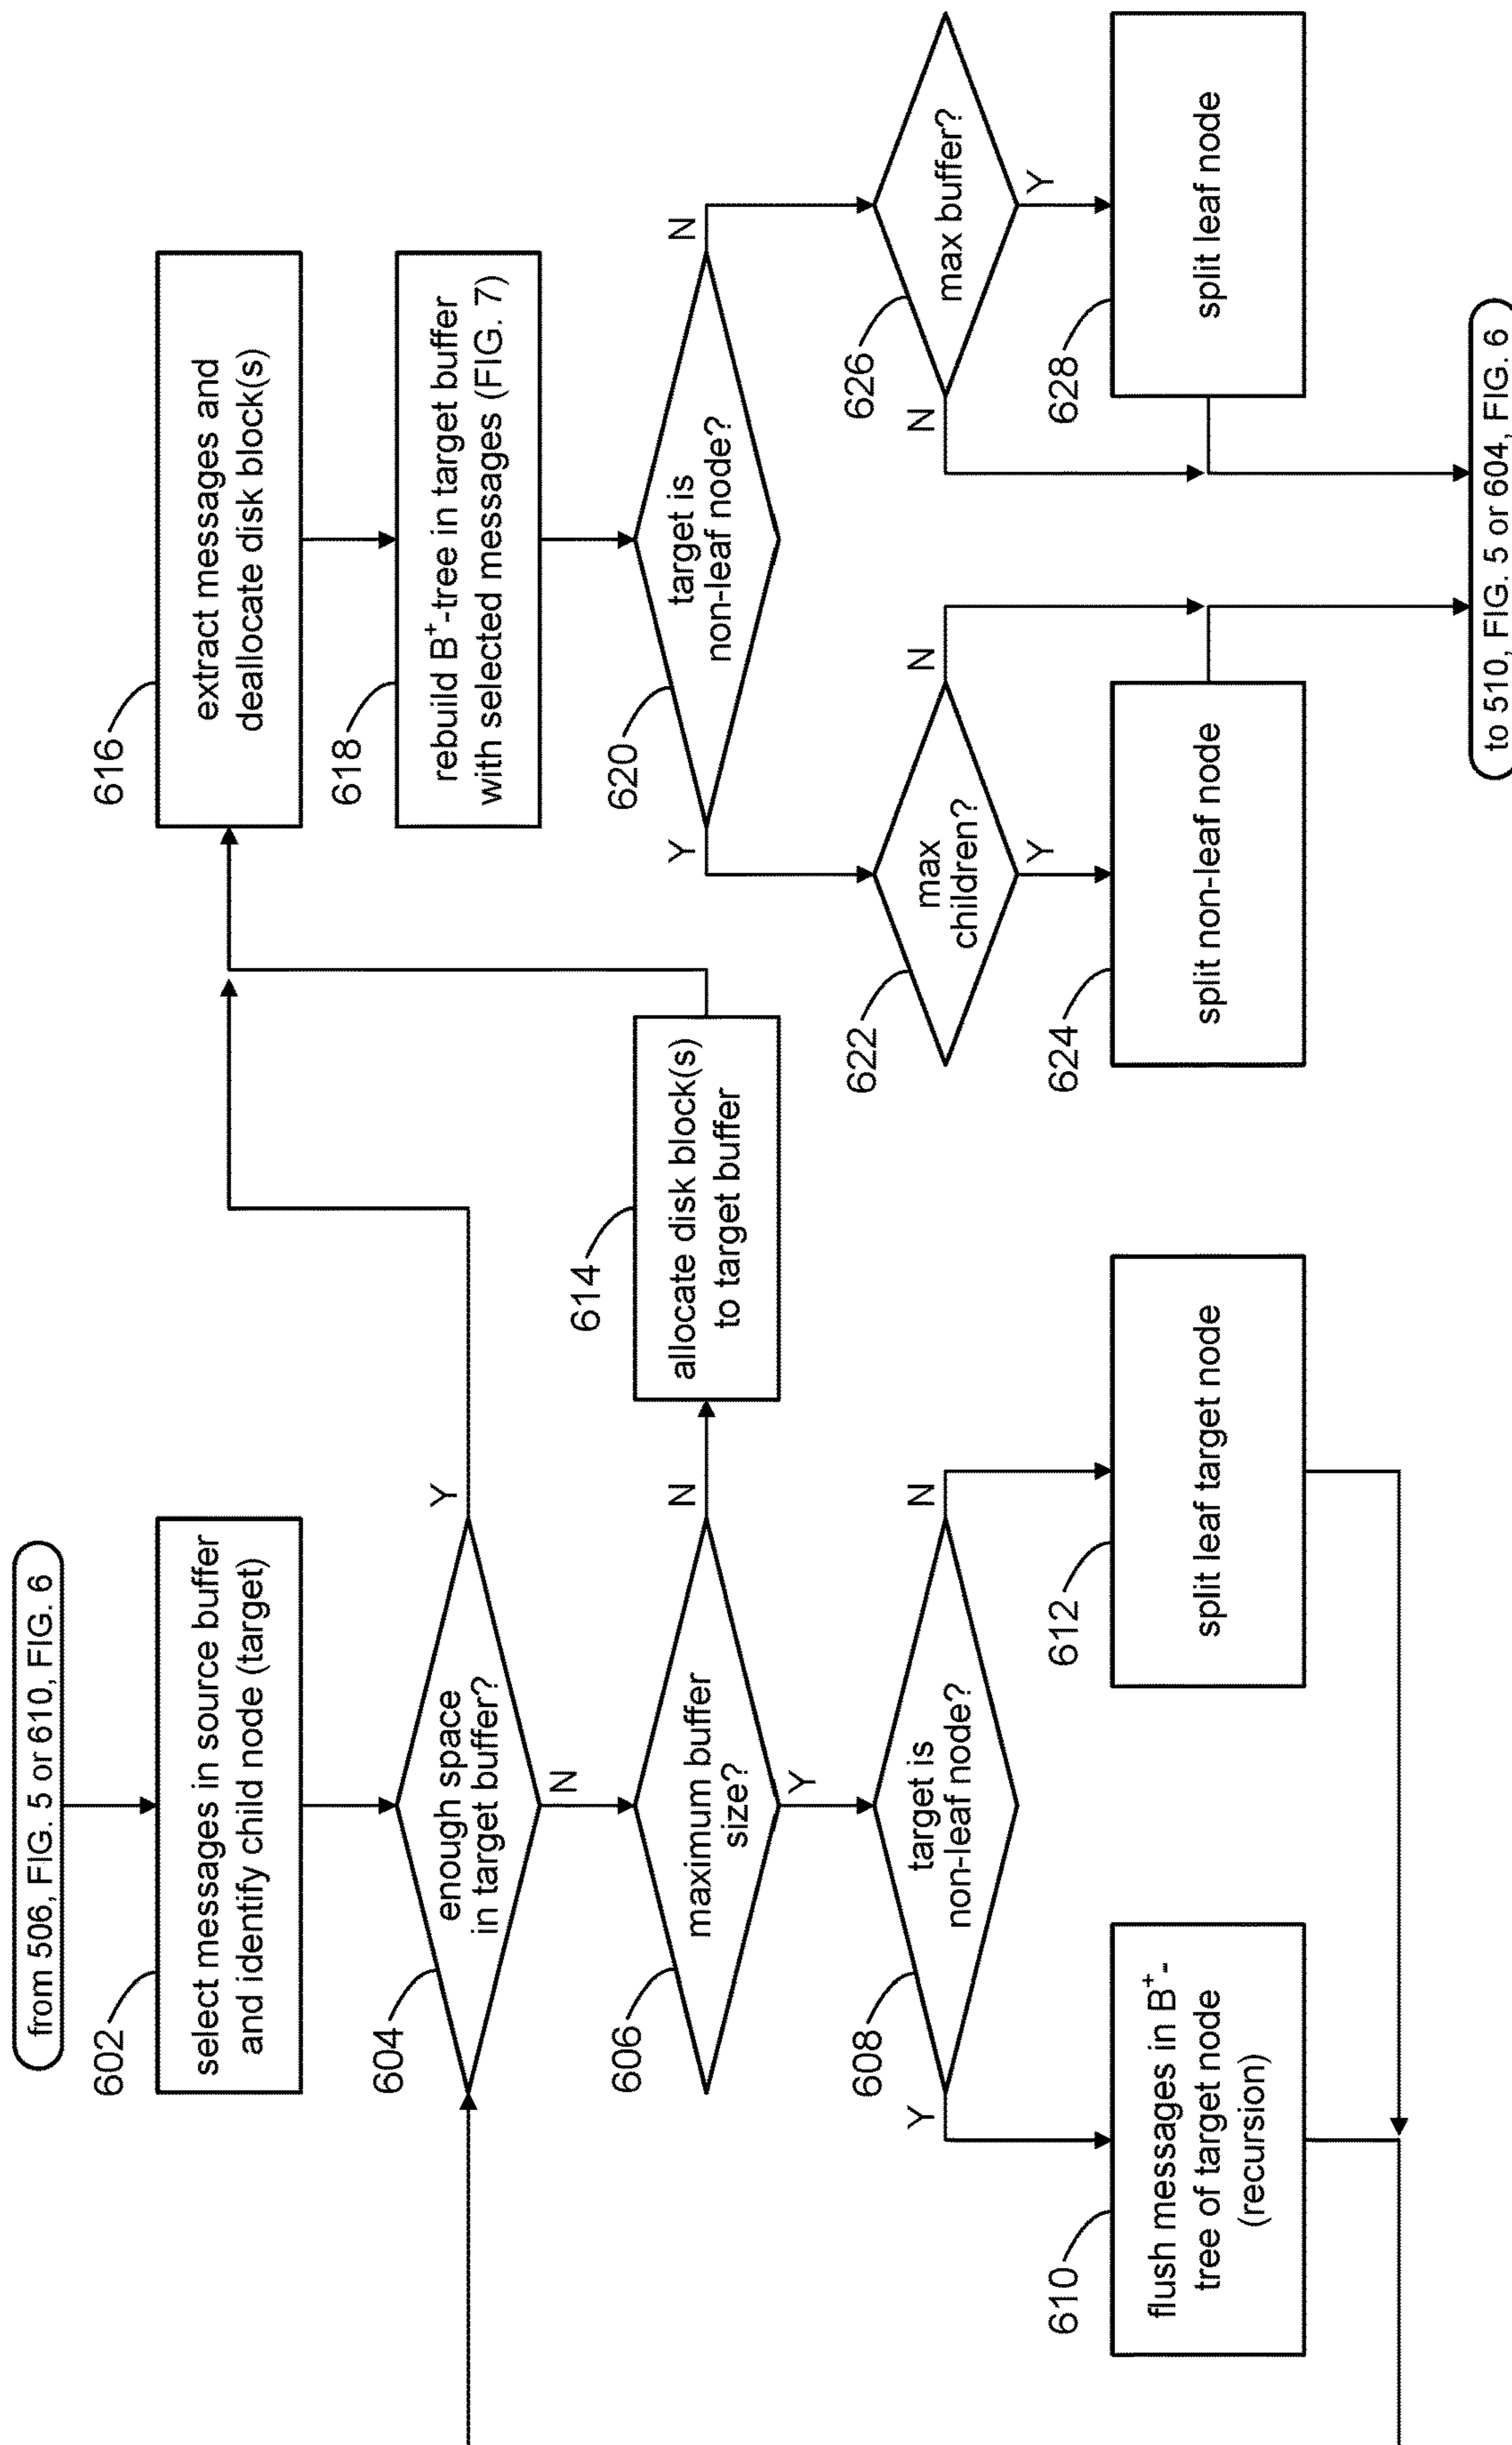 from 506, FIG. 5 or 610, FIG. 6
602
select messages in source buffer
and identify child node (target)
604
enough space
in target buffer?
Y
N
606
maximum buffer
size?
N
Y
608
target is
non-leaf node?
Y
N
610
flush messages in B⁺-
tree of target node
(recursion)
612
split leaf target node
614
allocate disk block(s)
to target buffer
616
extract messages and
deallocate disk block(s)
618
rebuild B⁺-tree in target buffer
with selected messages (FIG. 7)
620
target is
non-leaf node?
Y
N
622
max
children?
N
Y
624
split non-leaf node
626
max buffer?
N
Y
628
split leaf node
to 510, FIG. 5 or 604, FIG. 6